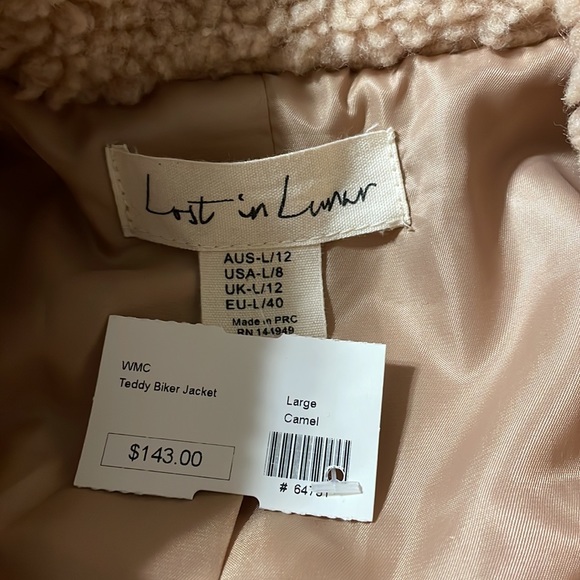 Lost in Lunar
AUS-L/12
USA-L/8
UK-L/12
EU-L/40
Made in PRC
RN 144949
WMC
Teddy Biker Jacket
Large
Camel
$143.00
#